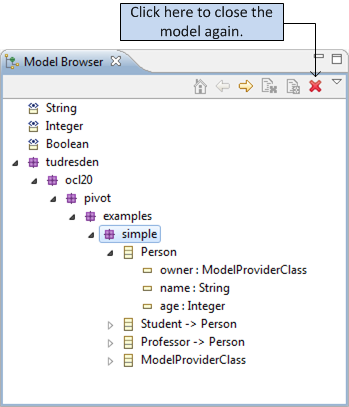 Click here to close the
model again.
Model Browser
String
Integer
Boolean
tudresden
ocl20
pivot
examples
simple
Person
owner : ModelProviderClass
name : String
age : Integer
Student -> Person
Professor -> Person
ModelProviderClass